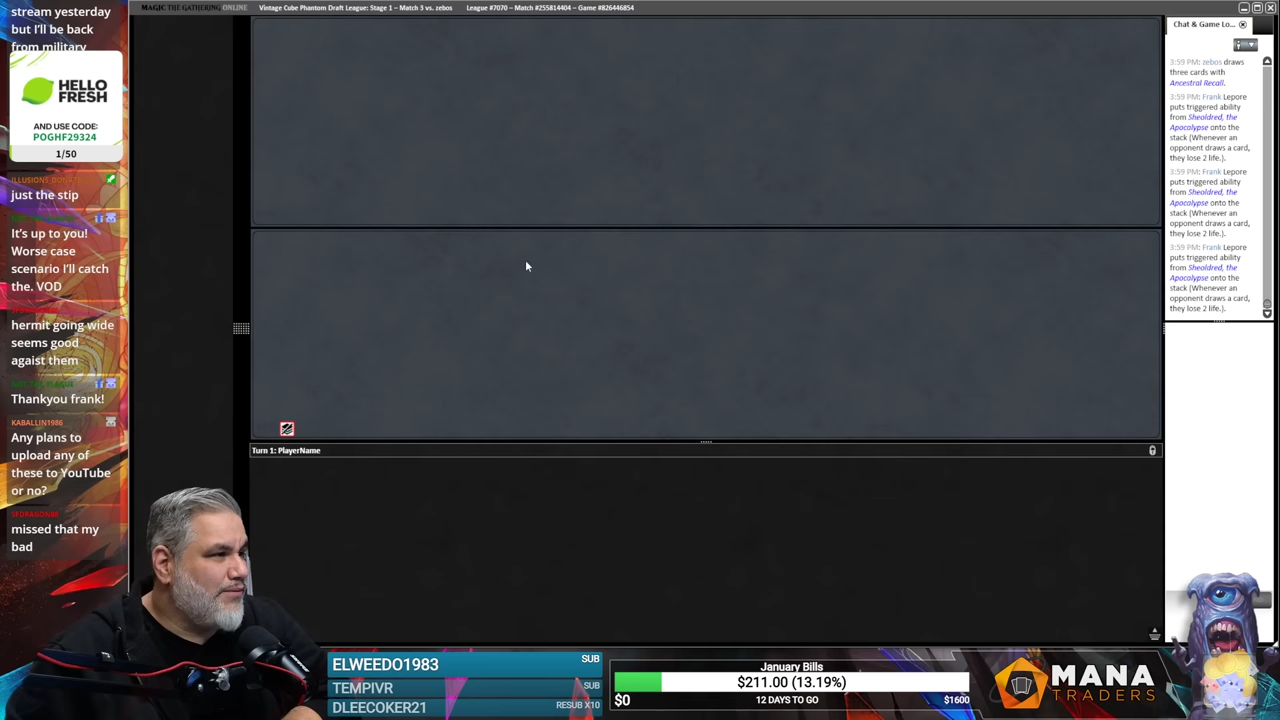 stream yesterday
but I'll be back
from military
HELLO
FRESH
AND USE CODE:
POGHF29324
1/50
just the stip
It's up to you!
Worse case
scenario I'll catch
the. VOD
hermit going wide
seems good
agaist them
Thankyou frank!
KABALLIN1986
Any plans to
upload any of
these to YouTube
or no?
missed that my
bad
MAGIC THE GATHERING ONLINE
Vintage Cube Phantom Draft League: Stage 1 – Match 3 vs. zebos
League #7070 – Match #255814404 – Game #826446854
Chat & Game Lo...
3:59 PM: zebos draws
three cards with
Ancestral Recall.
3:59 PM: Frank Lepore
puts triggered ability
from Sheoldred, the
Apocalypse onto the
stack (Whenever an
opponent draws a card,
they lose 2 life.).
3:59 PM: Frank Lepore
puts triggered ability
from Sheoldred, the
Apocalypse onto the
stack (Whenever an
opponent draws a card,
they lose 2 life.).
3:59 PM: Frank Lepore
puts triggered ability
from Sheoldred, the
Apocalypse onto the
stack (Whenever an
opponent draws a card,
they lose 2 life.).
Turn 1: PlayerName
ELWEEDO1983 SUB
TEMPIVR SUB
DLEECOKER21 RESUB X10
January Bills
$211.00 (13.19%)
$0 12 DAYS TO GO $1600
MANA
TRADERS